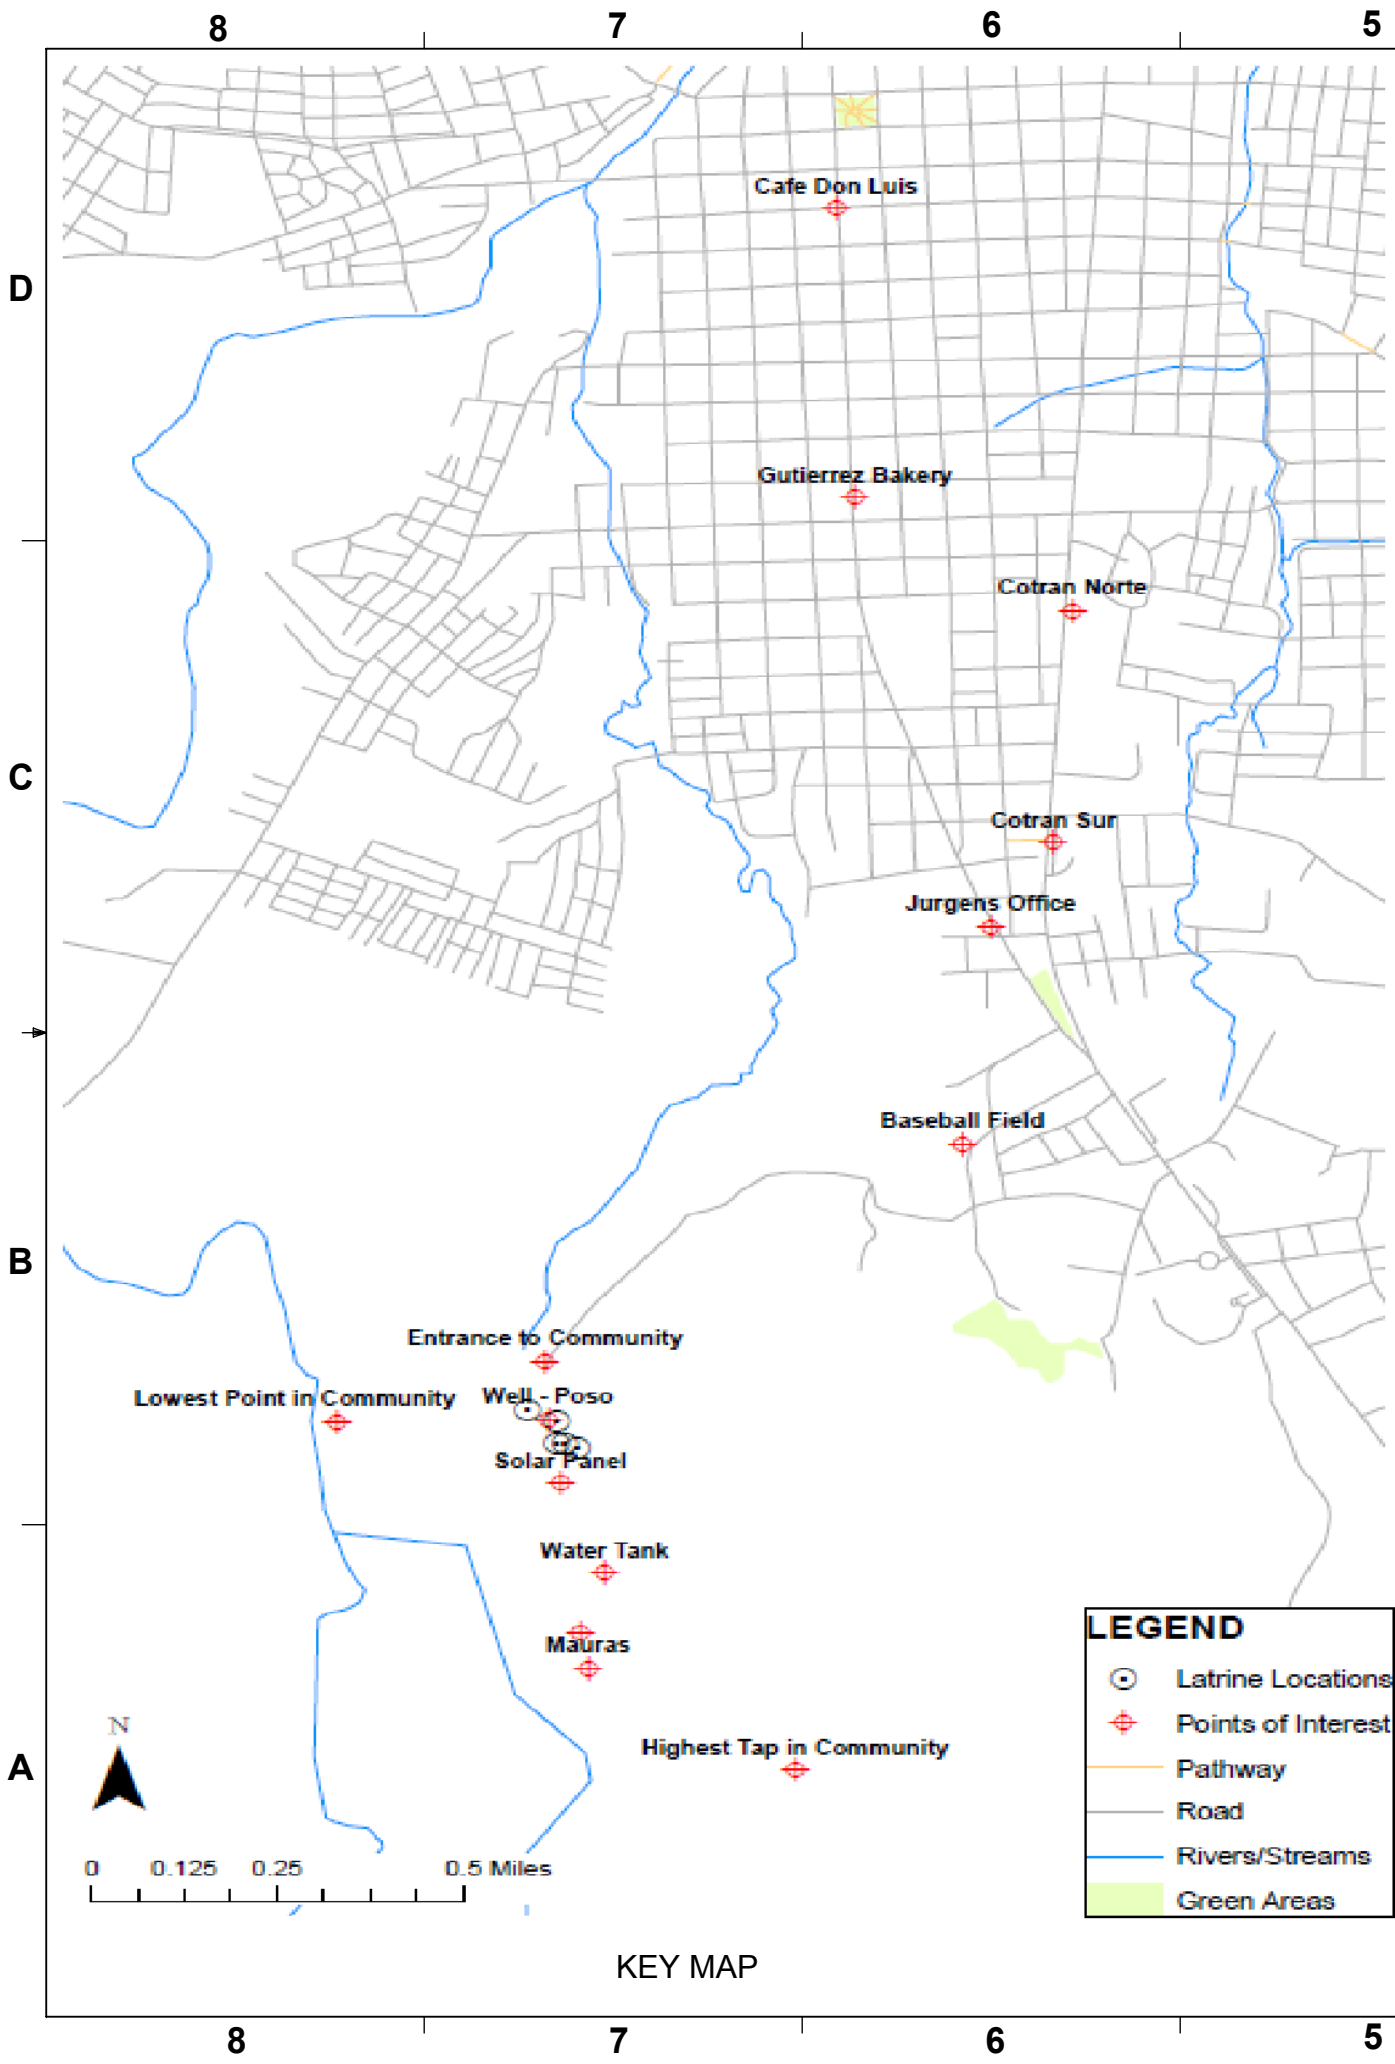 8 7 6 5
Cafe Don Luis
D
Gutierrez Bakery
Cotran Norte
C
Cotran Sur
Jurgens Office
Baseball Field
B
Entrance to Community
Lowest Point in Community
Well - Poso
Solar Panel
Water Tank
Mauras
Highest Tap in Community
A
N
0 0.125 0.25 0.5 Miles
LEGEND
Latrine Locations
Points of Interest
Pathway
Road
Rivers/Streams
Green Areas
KEY MAP
8 7 6 5